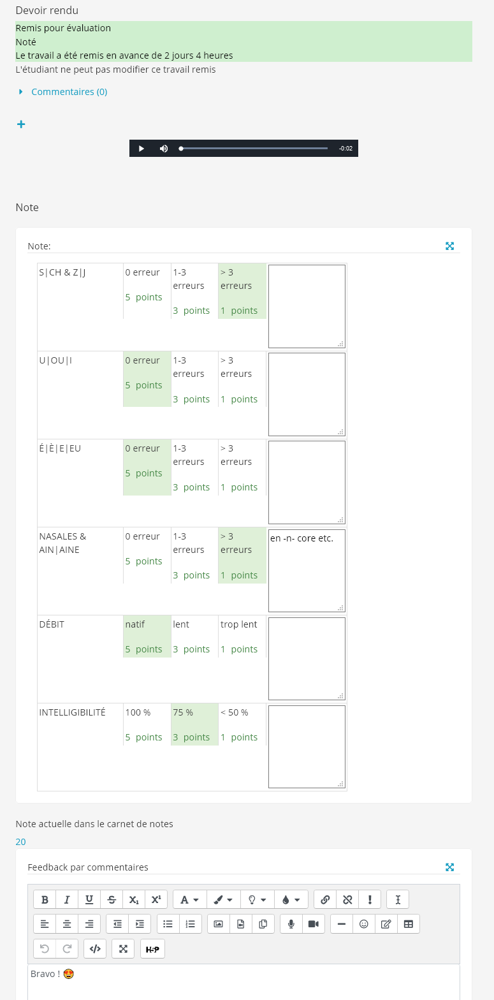 Devoir rendu
Remis pour évaluation
Noté
Le travail a été remis en avance de 2 jours 4 heures
L'étudiant ne peut pas modifier ce travail remis
Commentaires (0)
-0:02
Note
Note:
S|CH & Z|J
0 erreur
5 points
1-3
erreurs
3 points
> 3
erreurs
1 points
U|OU|I
0 erreur
5 points
1-3
erreurs
3 points
> 3
erreurs
1 points
É|È|E|EU
0 erreur
5 points
1-3
erreurs
3 points
> 3
erreurs
1 points
NASALES &
AIN|AINE
0 erreur
5 points
1-3
erreurs
3 points
> 3
erreurs
1 points
en -n- core etc.
DÉBIT
natif
5 points
lent
3 points
trop lent
1 points
INTELLIGIBILITÉ
100 %
5 points
75 %
3 points
< 50 %
1 points
Note actuelle dans le carnet de notes
20
Feedback par commentaires
H5P
Bravo ! 😍